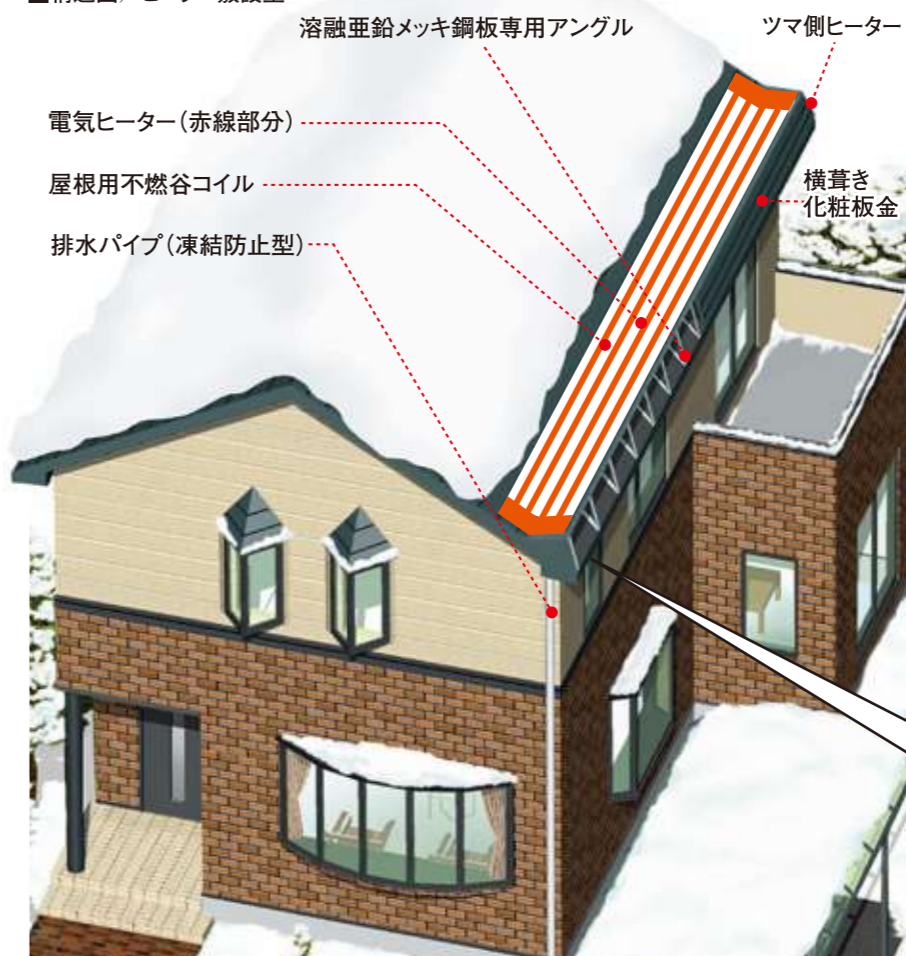 溶融亜鉛メッキ鋼板専用アングル
ツマ側ヒーター
電気ヒーター（赤線部分）
屋根用不燃谷コイル
排水パイプ（凍結防止型）
横葺き
化粧板金